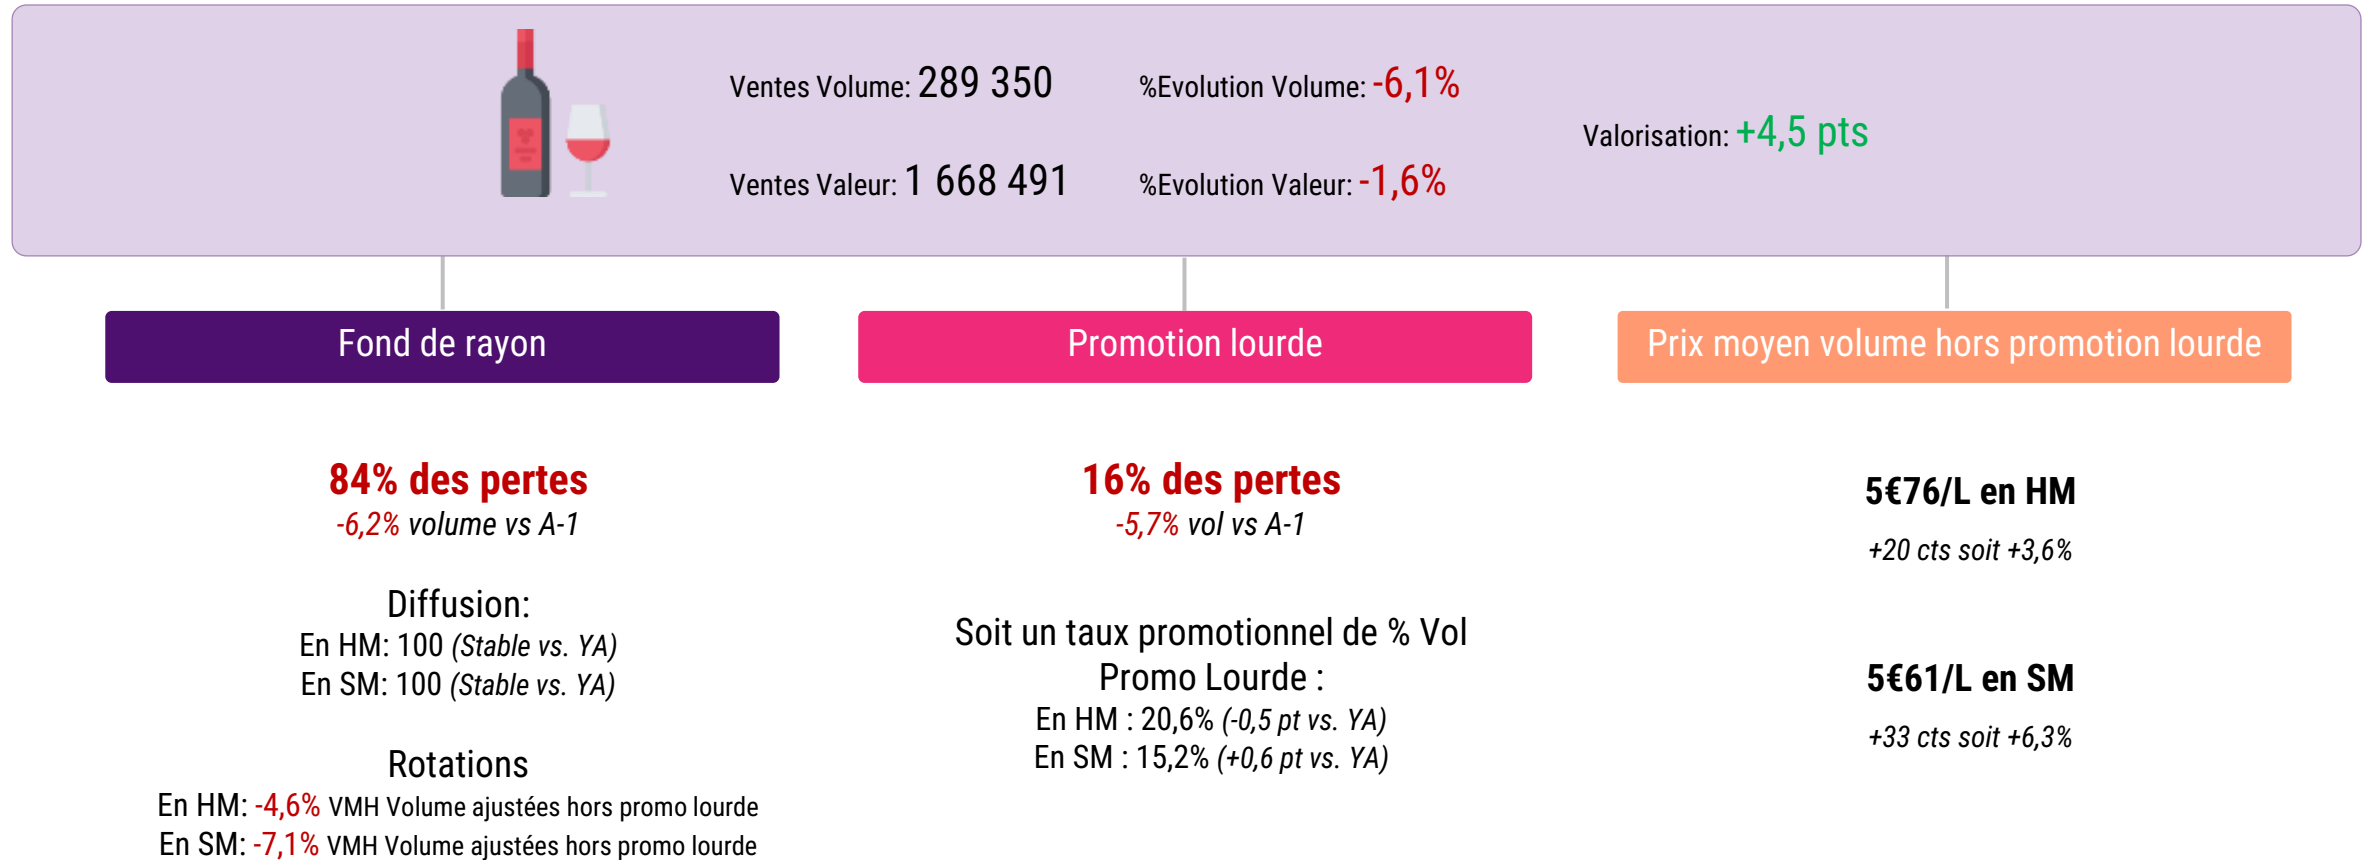 Ventes Volume: 289 350 %Evolution Volume: -6,1%
Valorisation: +4,5 pts
Ventes Valeur: 1 668 491 %Evolution Valeur: -1,6%
Fond de rayon
84% des pertes
-6,2% volume vs A-1
Diffusion:
En HM: 100 (Stable vs. YA)
En SM: 100 (Stable vs. YA)
Rotations
En HM: -4,6% VMH Volume ajustées hors promo lourde
En SM: -7,1% VMH Volume ajustées hors promo lourde
Promotion lourde
16% des pertes
-5,7% vol vs A-1
Soit un taux promotionnel de % Vol
Promo Lourde :
En HM : 20,6% (-0,5 pt vs. YA)
En SM : 15,2% (+0,6 pt vs. YA)
Prix moyen volume hors promotion lourde
5€76/L en HM
+20 cts soit +3,6%
5€61/L en SM
+33 cts soit +6,3%